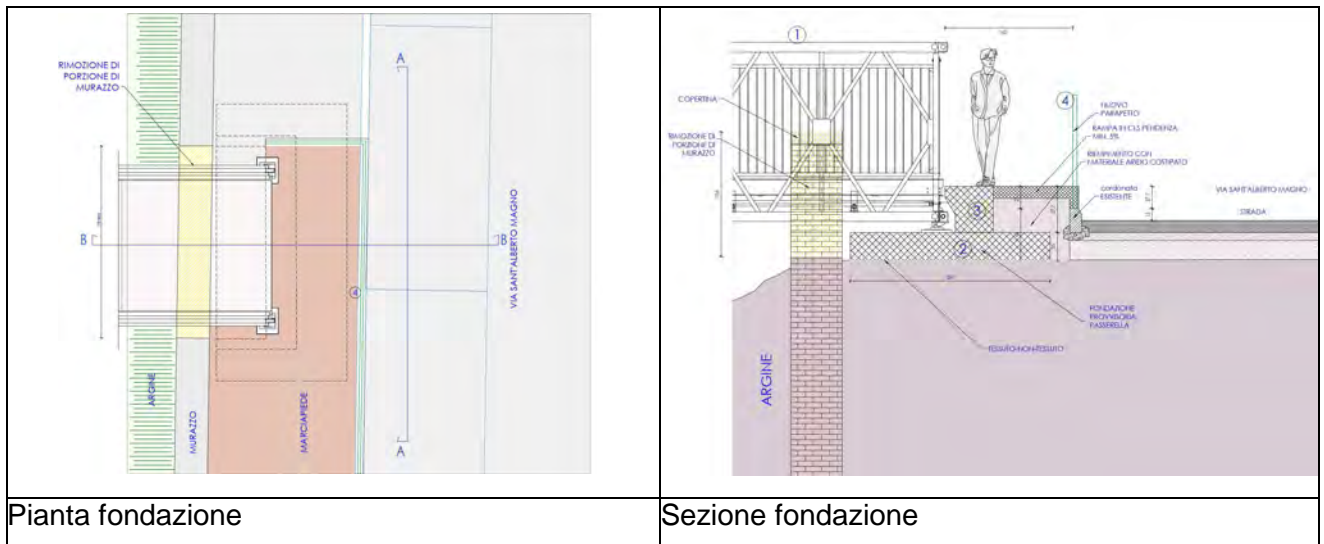 RIMOZIONE DI
PORZIONE DI
MURAZZO
A
B
B
4
VIA SANT'ALBERTO MAGNO
ARGINE
MURAZZO
MARCIAPIEDE
A
Pianta fondazione
1
COPERTINA
RIMOZIONE DI
PORZIONE DI
MURAZZO
4
NUOVO
PARAPETTO
RAMPA IN CLS PENDENZA
RIEMPIMENTO CON
MATERIALE ARIDO COSTIPATO
cordonata
ESISTENTE
VIA SANT'ALBERTO MAGNO
STRADA
3
2
FONDAZIONE
PROVVISORIA
PASSERELLA
TESSUTO-NON-TESSUTO
ARGINE
Sezione fondazione